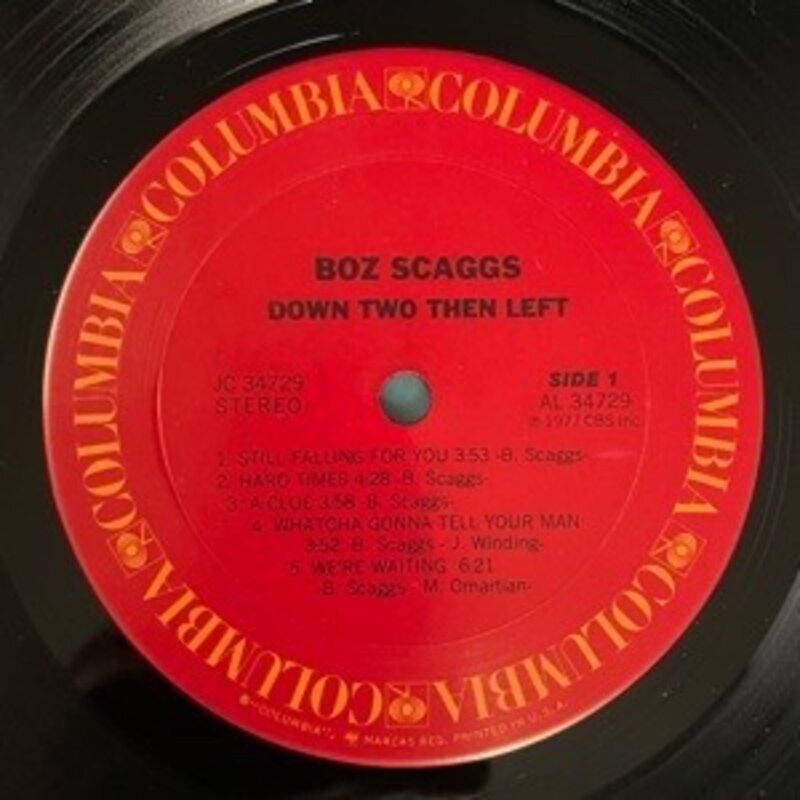 COLUMBIA COLUMBIA COLUMBIA COLUMBIA COLUMBIA COLUMBIA
BOZ SCAGGS
DOWN TWO THEN LEFT
JC 34729 SIDE 1
STEREO AL 34729
℗ 1977 CBS Inc.
1. STILL FALLING FOR YOU 3:53 -B. Scaggs-
2. HARD TIMES 4:28 -B. Scaggs-
3. A CLUE 3:58 -B. Scaggs-
4. WHATCHA GONNA TELL YOUR MAN
3:52 -B. Scaggs - J. Winding-
5. WE'RE WAITING 6:21
-B. Scaggs - M. Omartian-
®"COLUMBIA", MARCAS REG. PRINTED IN U.S.A.